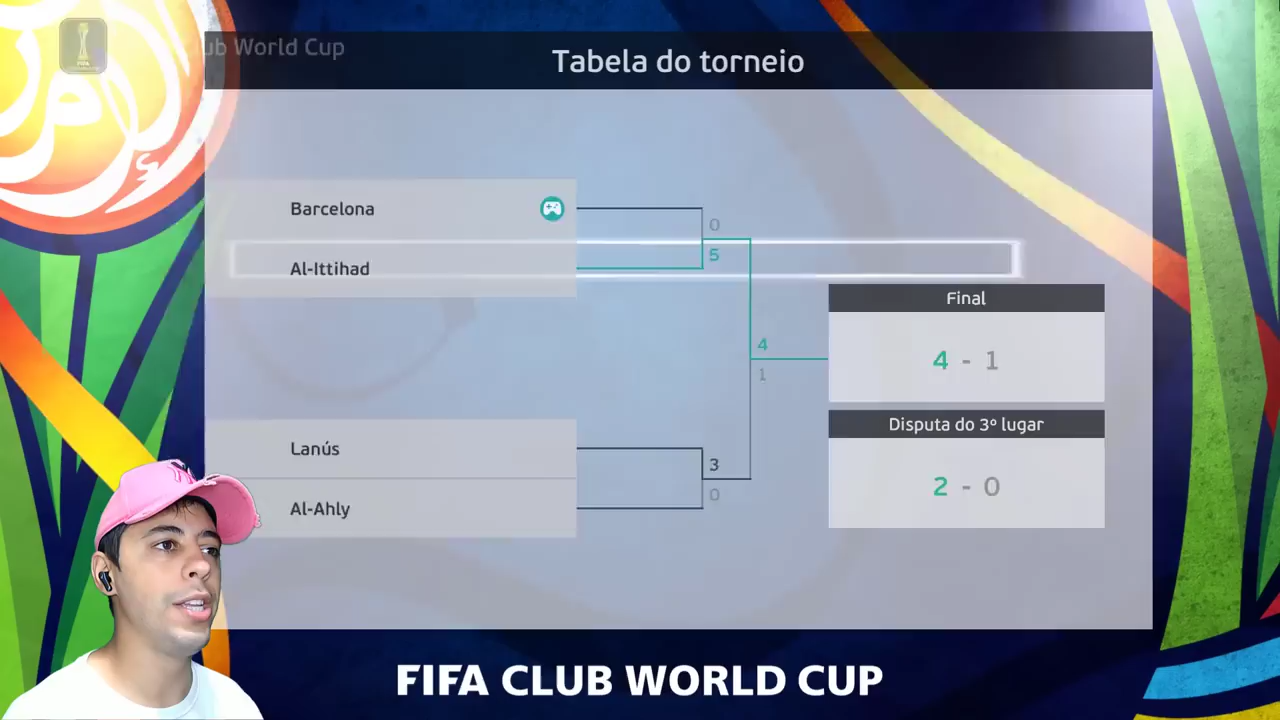 ub World Cup
Tabela do torneio
Barcelona
0
5
Al-Ittihad
Final
4 - 1
4
1
Disputa do 3º lugar
2 - 0
Lanús
3
0
Al-Ahly
FIFA CLUB WORLD CUP